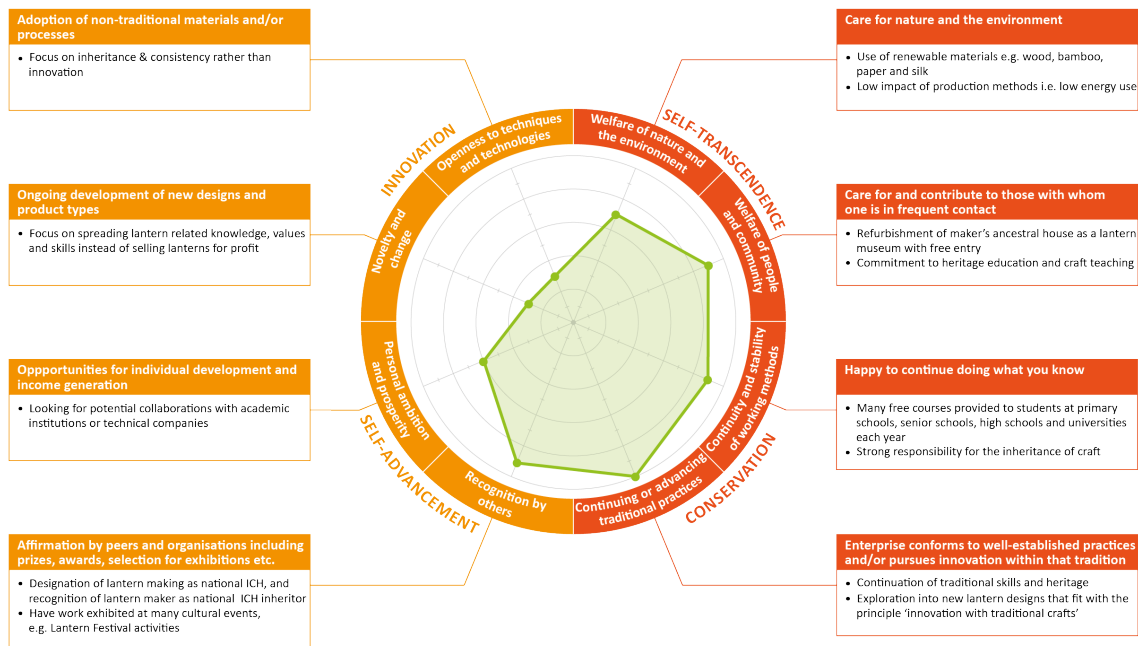 Adoption of non-traditional materials and/or
processes
• Focus on inheritance & consistency rather than
innovation
Ongoing development of new designs and
product types
• Focus on spreading lantern related knowledge, values
and skills instead of selling lanterns for profit
Oppportunities for individual development and
income generation
• Looking for potential collaborations with academic
institutions or technical companies
Affirmation by peers and organisations including
prizes, awards, selection for exhibitions etc.
• Designation of lantern making as national ICH, and
recognition of lantern maker as national ICH inheritor
• Have work exhibited at many cultural events,
e.g. Lantern Festival activities
INNOVATION
Openness to techniques
and technologies
Novelty and
change
Personal ambition
and prosperity
SELF-ADVANCEMENT
Recognition by
others
SELF-TRANSCENDENCE
Welfare of nature and
the environment
Welfare of people
and community
Continuity and stability
of working methods
CONSERVATION
Continuing or advancing
traditional practices
Care for nature and the environment
• Use of renewable materials e.g. wood, bamboo,
paper and silk
• Low impact of production methods i.e. low energy use
Care for and contribute to those with whom
one is in frequent contact
• Refurbishment of maker’s ancestral house as a lantern
museum with free entry
• Commitment to heritage education and craft teaching
Happy to continue doing what you know
• Many free courses provided to students at primary
schools, senior schools, high schools and universities
each year
• Strong responsibility for the inheritance of craft
Enterprise conforms to well-established practices
and/or pursues innovation within that tradition
• Continuation of traditional skills and heritage
• Exploration into new lantern designs that fit with the
principle ‘innovation with traditional crafts’